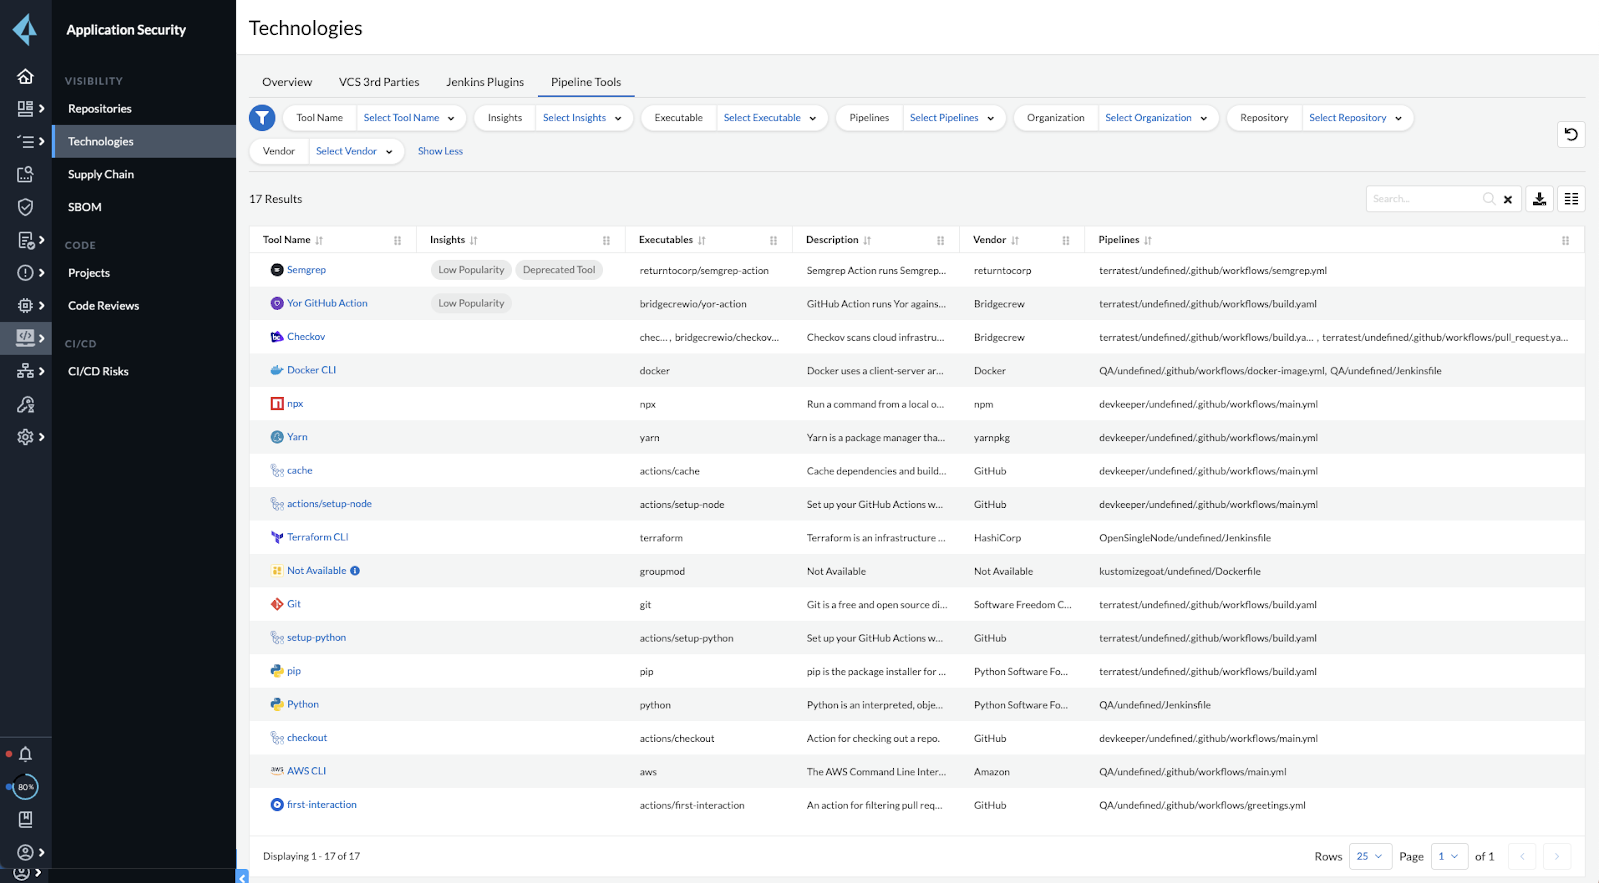 Application Security
VISIBILITY
Repositories
Technologies
Supply Chain
SBOM
CODE
Projects
Code Reviews
CI/CD
CI/CD Risks
80%
Technologies
Overview VCS 3rd Parties Jenkins Plugins Pipeline Tools
Tool Name Select Tool Name Insights Select Insights Executable Select Executable Pipelines Select Pipelines Organization Select Organization Repository Select Repository
Vendor Select Vendor Show Less
17 Results Search...
Tool Name Insights Executables Description Vendor Pipelines
Semgrep Low Popularity Deprecated Tool returntocorp/semgrep-action Semgrep Action runs Semgrep... returntocorp terratest/undefined/.github/workflows/semgrep.yml
Yor GitHub Action Low Popularity bridgecrewio/yor-action GitHub Action runs Yor agains... Bridgecrew terratest/undefined/.github/workflows/build.yaml
Checkov chec... , bridgecrewio/checkov... Checkov scans cloud infrastru... Bridgecrew terratest/undefined/.github/workflows/build.ya... , terratest/undefined/.github/workflows/pull_request.ya...
Docker CLI docker Docker uses a client-server ar... Docker QA/undefined/.github/workflows/docker-image.yml, QA/undefined/Jenkinsfile
npx npx Run a command from a local o... npm devkeeper/undefined/.github/workflows/main.yml
Yarn yarn Yarn is a package manager tha... yarnpkg devkeeper/undefined/.github/workflows/main.yml
cache actions/cache Cache dependencies and build... GitHub devkeeper/undefined/.github/workflows/main.yml
actions/setup-node actions/setup-node Set up your GitHub Actions w... GitHub devkeeper/undefined/.github/workflows/main.yml
Terraform CLI terraform Terraform is an infrastructure ... HashiCorp OpenSingleNode/undefined/Jenkinsfile
Not Available groupmod Not Available Not Available kustomizegoat/undefined/Dockerfile
Git git Git is a free and open source di... Software Freedom C... terratest/undefined/.github/workflows/build.yaml
setup-python actions/setup-python Set up your GitHub Actions w... GitHub terratest/undefined/.github/workflows/build.yaml
pip pip pip is the package installer for ... Python Software Fo... terratest/undefined/.github/workflows/build.yaml
Python python Python is an interpreted, obje... Python Software Fo... QA/undefined/Jenkinsfile
checkout actions/checkout Action for checking out a repo. GitHub devkeeper/undefined/.github/workflows/main.yml
aws AWS CLI aws The AWS Command Line Inter... Amazon QA/undefined/.github/workflows/main.yml
first-interaction actions/first-interaction An action for filtering pull req... GitHub QA/undefined/.github/workflows/greetings.yml
Displaying 1 - 17 of 17 Rows 25 Page 1 of 1